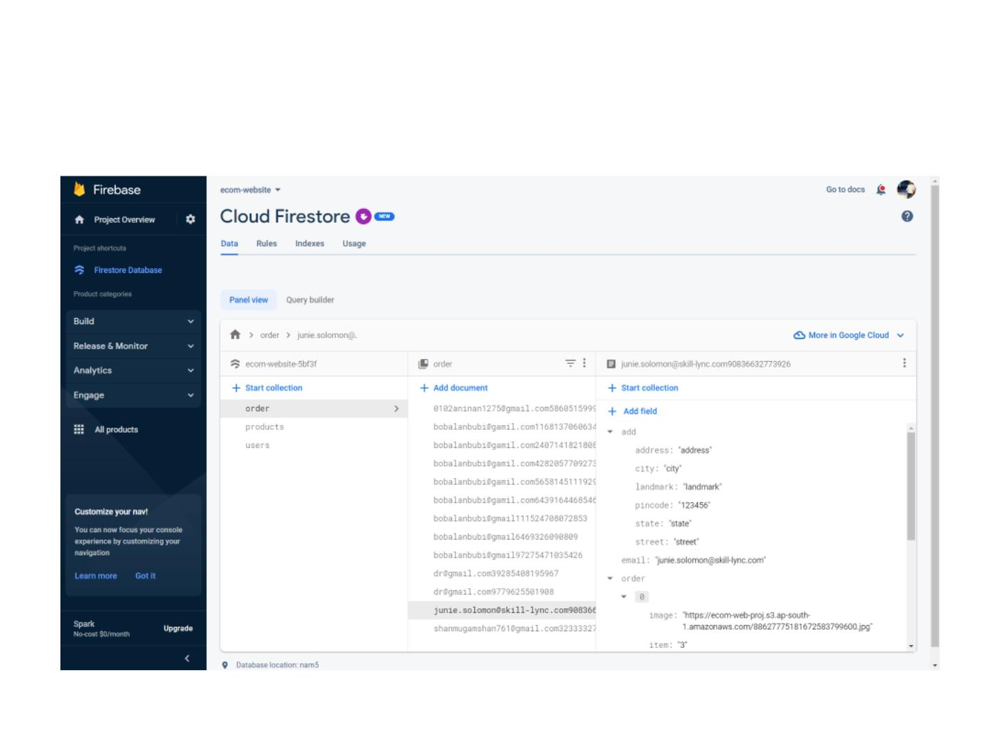 Firebase
Project Overview
Project shortcuts
Firestore Database
Product categories
Build
Release & Monitor
Analytics
Engage
All products
Customize your nav!
You can now focus your console
experience by customizing your
navigation
Learn more Got it
Spark
No-cost $0/month
Upgrade
ecom-website
Go to docs
Cloud Firestore NEW
Data Rules Indexes Usage
Panel view Query builder
order junie.solomon@.
More in Google Cloud
ecom-website-5bf3f
Start collection
order
products
users
order
Add document
0102aninan1275@gmail.com5860515999
bobalanbubi@gamil.com1168137060634
bobalanbubi@gamil.com2407141821808
bobalanbubi@gamil.com4282057709273
bobalanbubi@gamil.com5658145111929
bobalanbubi@gamil.com6439164468546
bobalanbubi@gmail111524708072853
bobalanbubi@gmail6469326090809
bobalanbubi@gmail97275471035426
dr@gmail.com39285408195967
dr@gmail.com9779625501908
junie.solomon@skill-lync.com908366
shanmugamshan761@gmail.com32333327
junie.solomon@skill-lync.com90836632773926
Start collection
Add field
add
address: "address"
city: "city"
landmark: "landmark"
pincode: "123456"
state: "state"
street: "street"
email: "junie.solomon@skill-lync.com"
order
0
image: "https://ecom-web-proj.s3.ap-south-
1.amazonaws.com/88627775181672583799600.jpg"
item: "3"
Database location: nam5